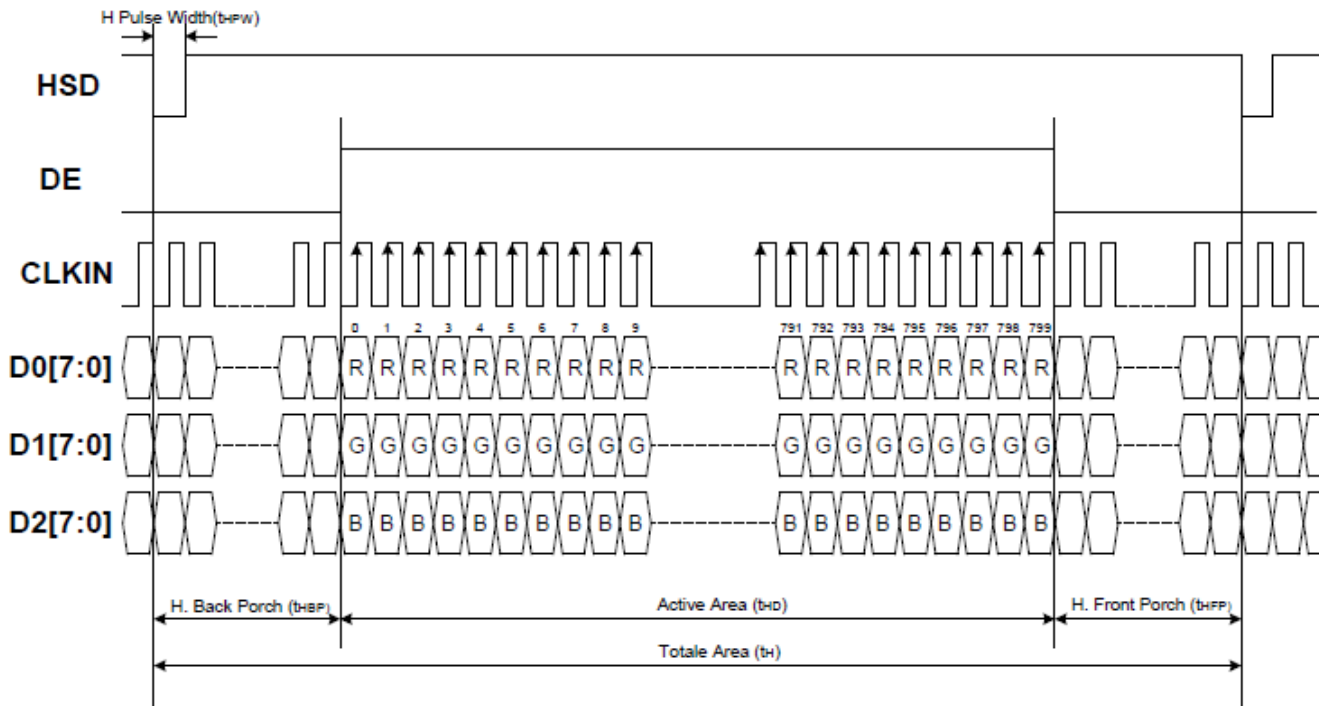 H Pulse Width(tHPW)
HSD
DE
CLKIN
0 1 2 3 4 5 6 7 8 9 791 792 793 794 795 796 797 798 799
D0[7:0] R R R R R R R R R R R R R R R R R R R
D1[7:0] G G G G G G G G G G G G G G G G G G G
D2[7:0] B B B B B B B B B B B B B B B B B B B
H. Back Porch (tHBP) Active Area (tHD) H. Front Porch (tHFP)
Totale Area (tH)